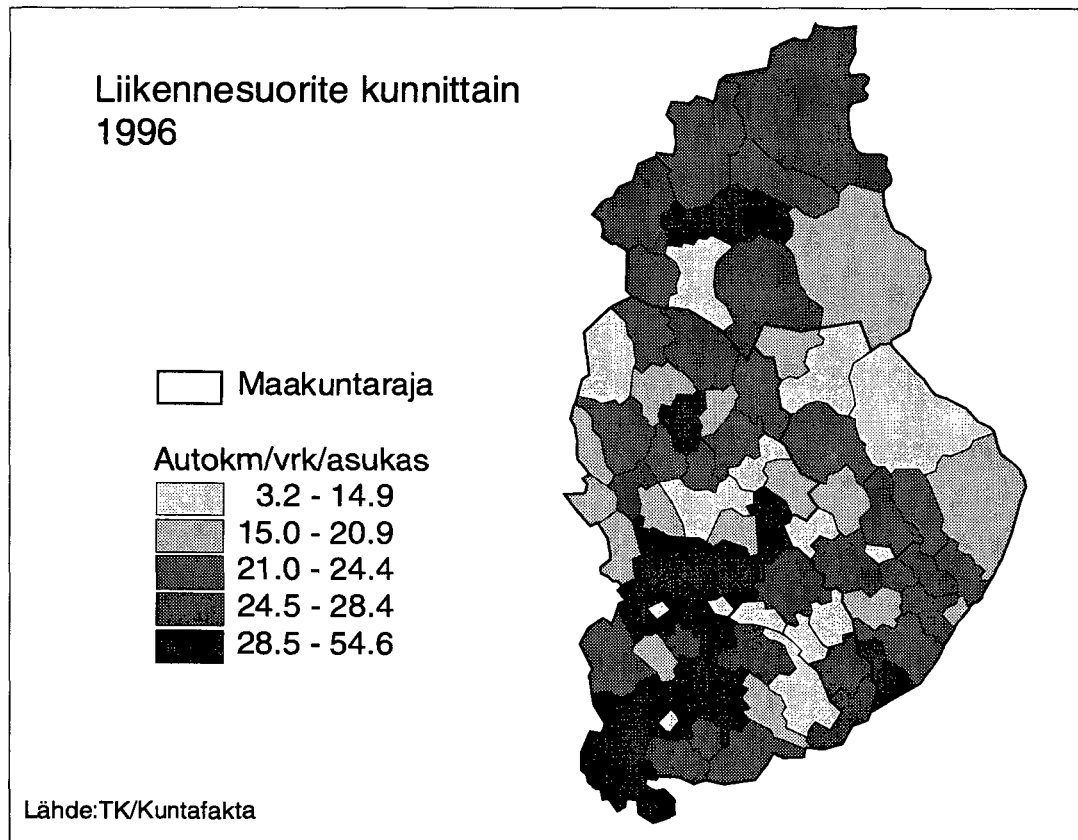 Liikennesuorite kunnittain
1996
Maakuntaraja
Autokm/vrk/asukas
3.2 - 14.9
15.0 - 20.9
21.0 - 24.4
24.5 - 28.4
28.5 - 54.6
Lähde:TK/Kuntafakta